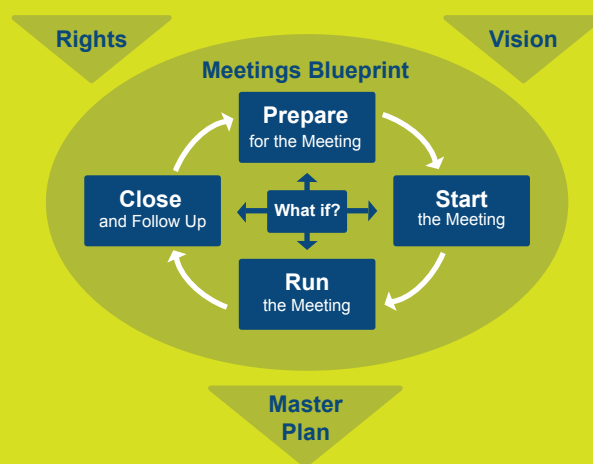 Rights
Vision
Meetings Blueprint
Prepare
for the Meeting
Close
and Follow Up
What if?
Start
the Meeting
Run
the Meeting
Master
Plan